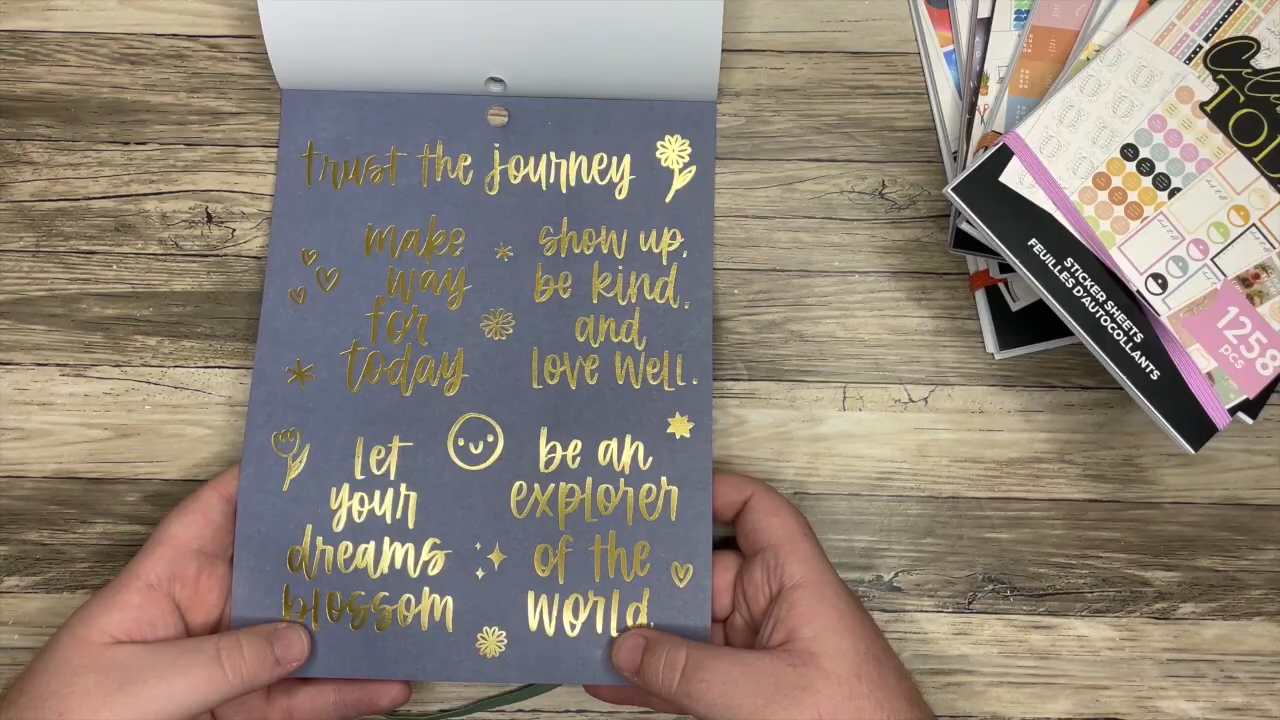 trust the journey
make
way
for
today
show up,
be kind,
and
love well.
let
your
dreams
blossom
be an
explorer
of the
world.
STICKER SHEETS
FEUILLES D'AUTOCOLLANTS
1258
pcs